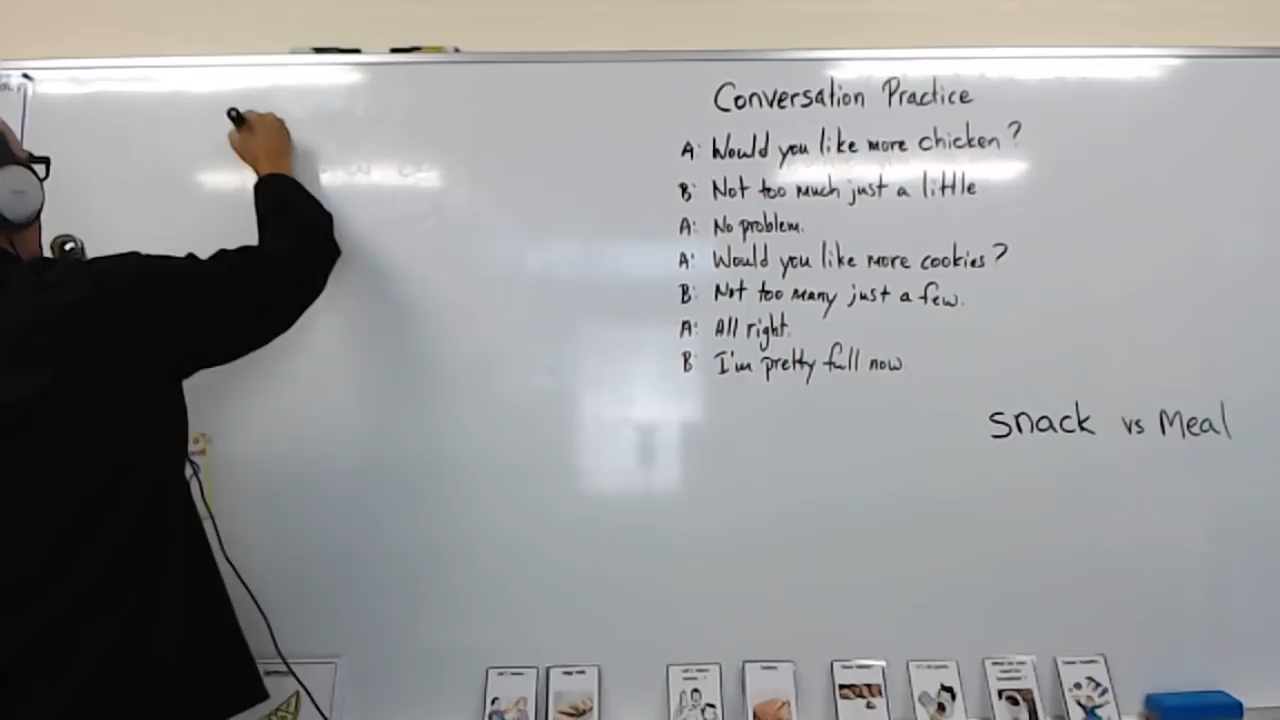 Conversation Practice
A: Would you like more chicken?
B: Not too much just a little
A: No problem.
A: Would you like more cookies?
B: Not too many just a few.
A: All right.
B: I'm pretty full now.
snack vs Meal